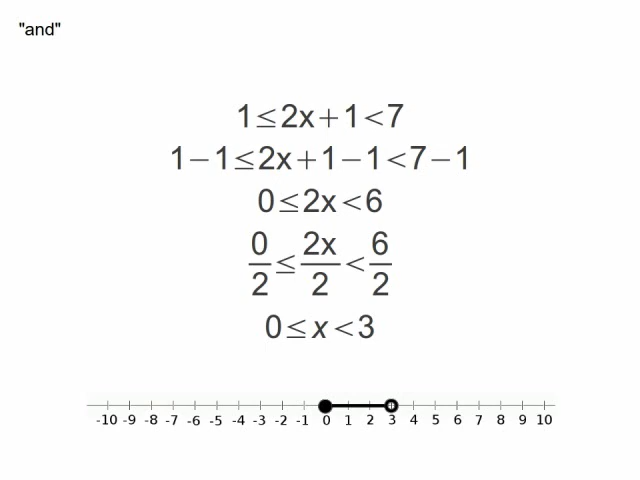 "and"
1≤2x+1<7
1−1≤2x+1−1<7−1
0≤2x<6
0/2≤2x/2<6/2
0≤x<3
-10 -9 -8 -7 -6 -5 -4 -3 -2 -1 0 1 2 3 4 5 6 7 8 9 10